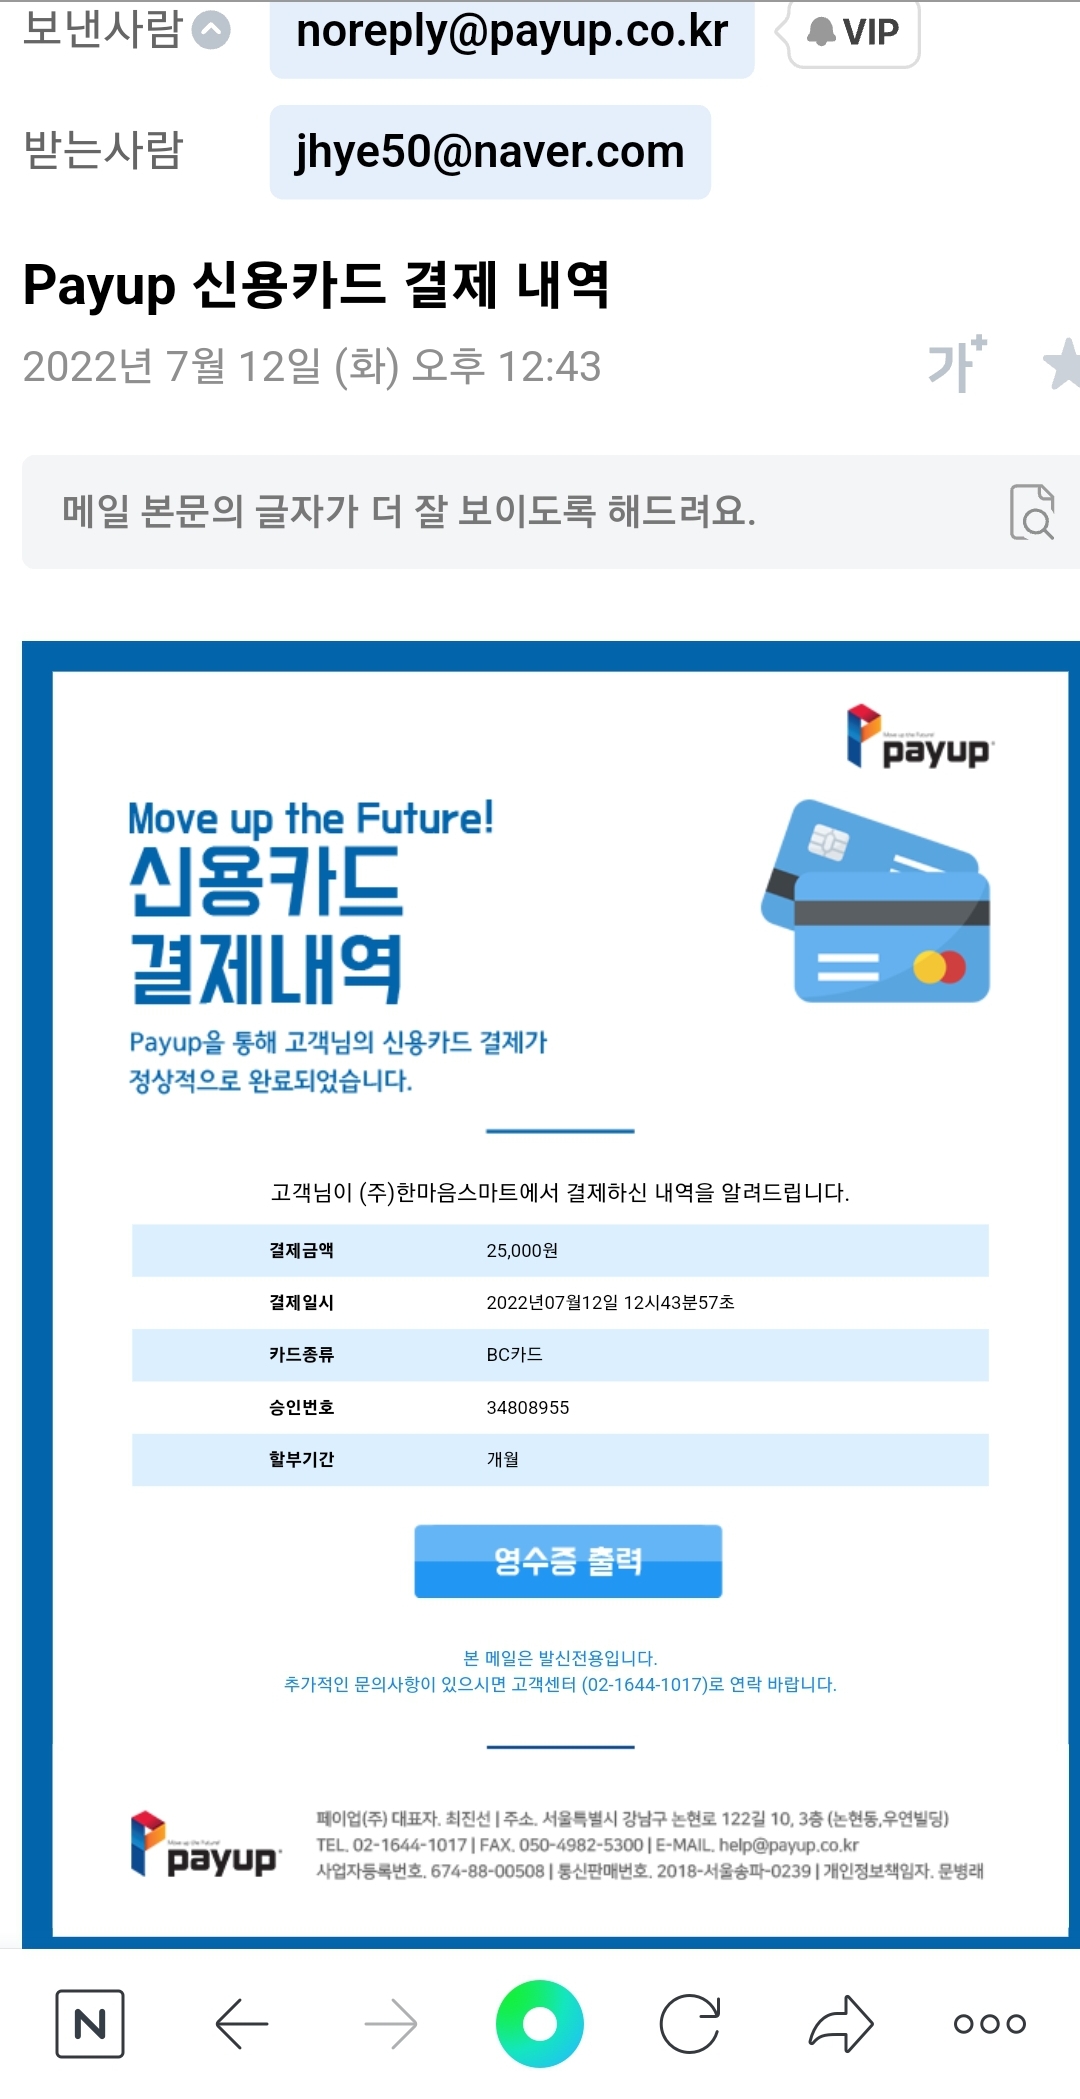 보낸사람
noreply@payup.co.kr
VIP
받는사람
jhye50@naver.com
Payup 신용카드 결제 내역
2022년 7월 12일 (화) 오후 12:43
가+
메일 본문의 글자가 더 잘 보이도록 해드려요.
payup
Move up the Future!
신용카드
결제내역
Payup을 통해 고객님의 신용카드 결제가
정상적으로 완료되었습니다.
고객님이 (주)한마음스마트에서 결제하신 내역을 알려드립니다.
결제금액 25,000원
결제일시 2022년07월12일 12시43분57초
카드종류 BC카드
승인번호 34808955
할부기간 개월
영수증 출력
본 메일은 발신전용입니다.
추가적인 문의사항이 있으시면 고객센터 (02-1644-1017)로 연락 바랍니다.
payup
페이업(주) 대표자. 최진선 | 주소. 서울특별시 강남구 논현로 122길 10, 3층 (논현동,우연빌딩)
TEL. 02-1644-1017 | FAX. 050-4982-5300 | E-MAIL. help@payup.co.kr
사업자등록번호. 674-88-00508 | 통신판매번호. 2018-서울송파-0239 | 개인정보책임자. 문병래
N